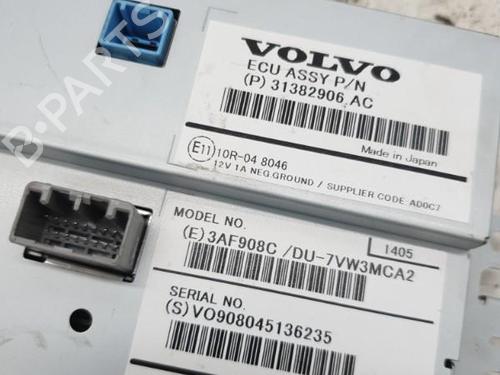 VOLVO
ECU ASSY P/N
(P) 31382906 AC
E11 10R-04 8046
Made in Japan
12V 1A NEG.GROUND / SUPPLIER CODE: AD0C7
MODEL NO.
1405
(E) 3AF908C /DU-7VW3MCA2
SERIAL NO.
(S) VO908045136235
B-PARTS